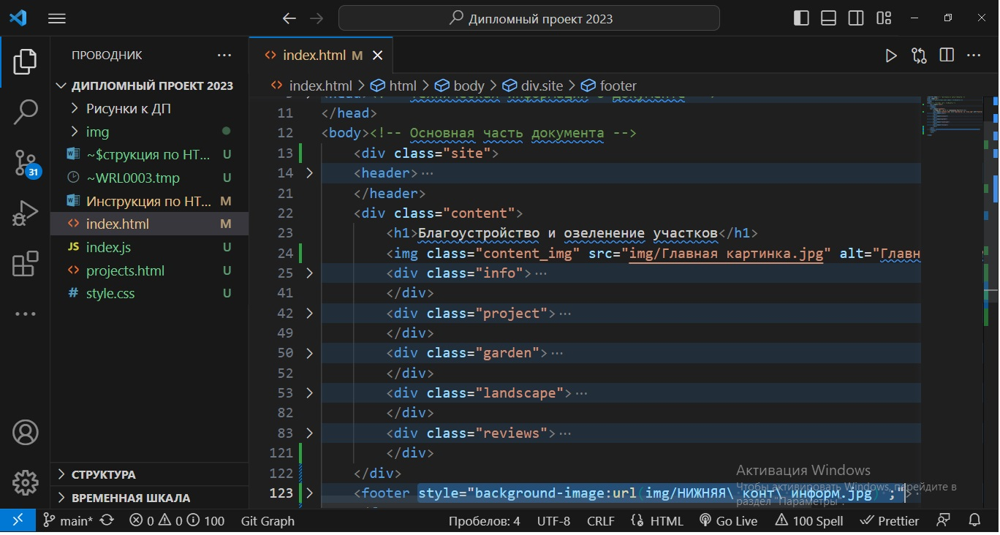 Дипломный проект 2023
ПРОВОДНИК
ДИПЛОМНЫЙ ПРОЕКТ 2023
Рисунки к ДП
img
~$струкция по HT... U
~WRL0003.tmp U
Инструкция по HT... M
index.html M
JS index.js U
projects.html U
# style.css U
СТРУКТУРА
ВРЕМЕННАЯ ШКАЛА
31
index.html M
index.html > html > body > div.site > footer
11 </head>
12 <body><!-- Основная часть документа -->
13 <div class="site">
14 <header>...
21 </header>
22 <div class="content">
23 <h1>Благоустройство и озеленение участков</h1>
24 <img class="content_img" src="img/Главная картинка.jpg" alt="Главн
25 <div class="info">...
41 </div>
42 <div class="project">...
49 </div>
50 <div class="garden">...
52 </div>
53 <div class="landscape">...
82 </div>
83 <div class="reviews">...
121 </div>
122 </div>
123 <footer style="background-image:url(img/НИЖНЯЯ\ конт\ информ.jpg) ;">
Активация Windows
Чтобы активировать Windows, перейдите в
раздел "Параметры".
main* 0 0 100 Git Graph Пробелов: 4 UTF-8 CRLF HTML Go Live 100 Spell Prettier